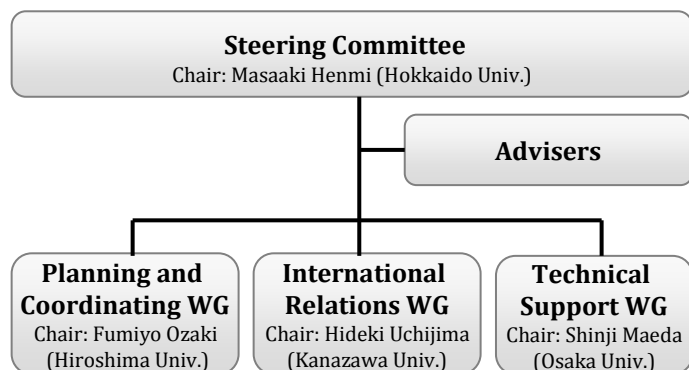 Steering Committee
Chair: Masaaki Henmi (Hokkaido Univ.)
Advisers
Planning and
Coordinating WG
Chair: Fumiyo Ozaki
(Hiroshima Univ.)
International
Relations WG
Chair: Hideki Uchijima
(Kanazawa Univ.)
Technical
Support WG
Chair: Shinji Maeda
(Osaka Univ.)